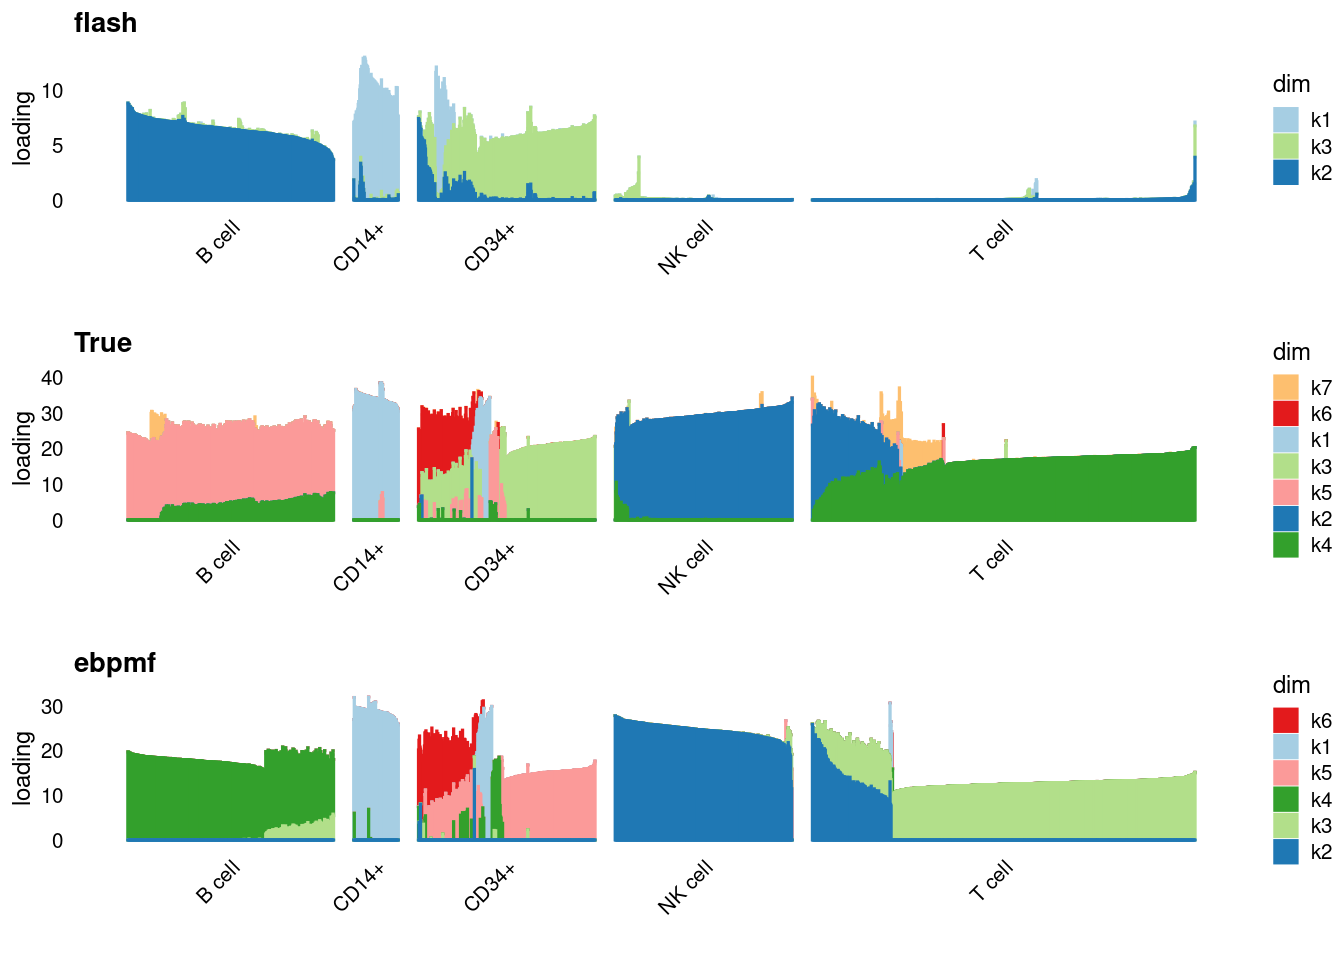 flash
loading
10
5
0
B cell
CD14+
CD34+
NK cell
T cell
dim
k1
k3
k2
True
loading
40
30
20
10
0
B cell
CD14+
CD34+
NK cell
T cell
dim
k7
k6
k1
k3
k5
k2
k4
ebpmf
loading
30
20
10
0
B cell
CD14+
CD34+
NK cell
T cell
dim
k6
k1
k5
k4
k3
k2